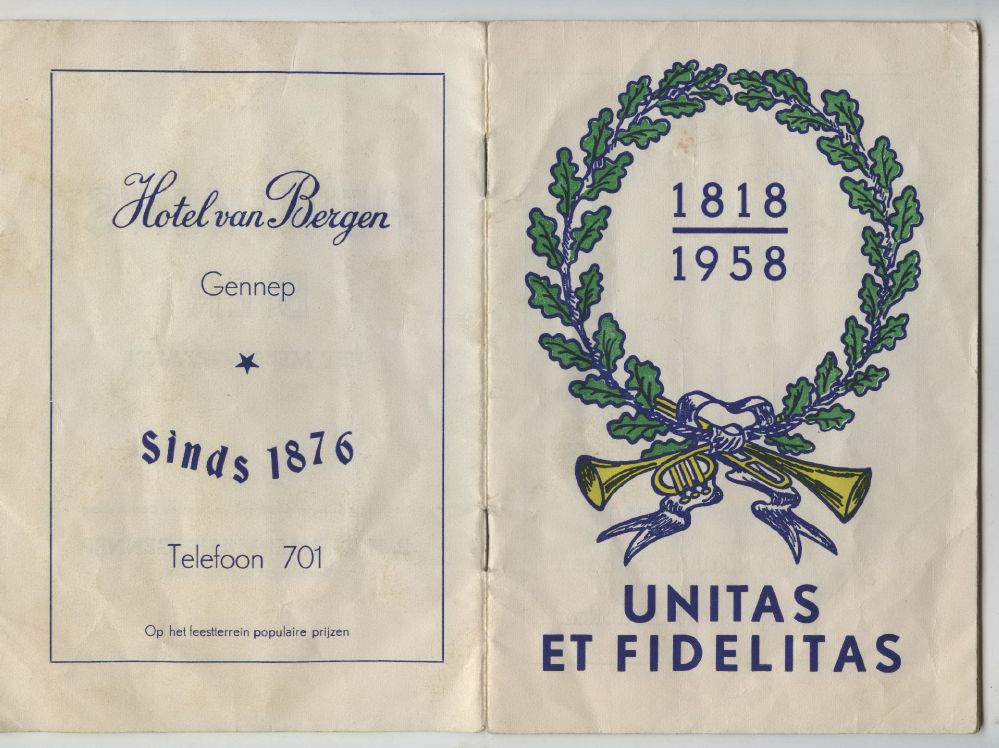 Hotel van Bergen
Gennep
Sinds 1876
Telefoon 701
Op het feestterrein populaire prijzen
1818
1958
UNITAS
ET FIDELITAS